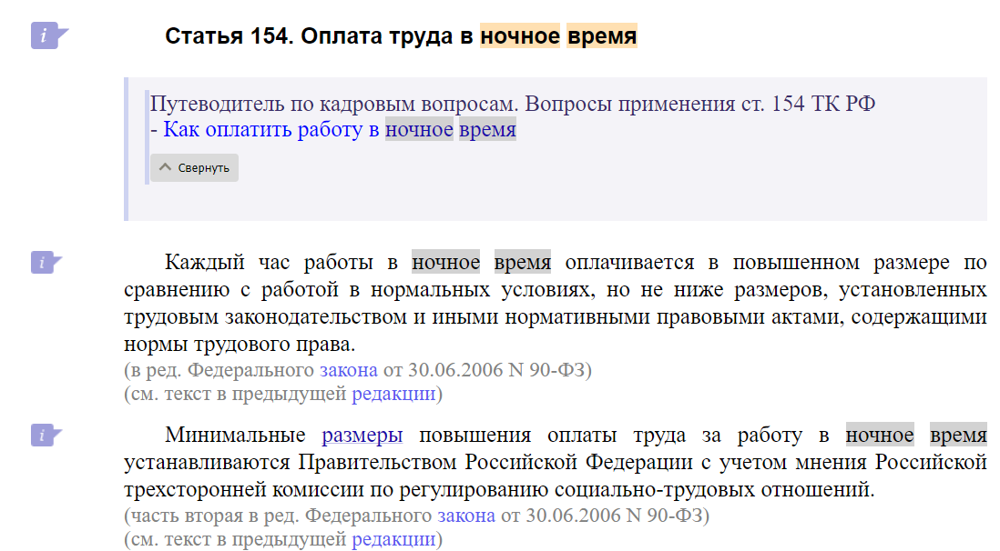 Статья 154. Оплата труда в ночное время
Путеводитель по кадровым вопросам. Вопросы применения ст. 154 ТК РФ
- Как оплатить работу в ночное время
Свернуть
Каждый час работы в ночное время оплачивается в повышенном размере по
сравнению с работой в нормальных условиях, но не ниже размеров, установленных
трудовым законодательством и иными нормативными правовыми актами, содержащими
нормы трудового права.
(в ред. Федерального закона от 30.06.2006 N 90-ФЗ)
(см. текст в предыдущей редакции)
Минимальные размеры повышения оплаты труда за работу в ночное время
устанавливаются Правительством Российской Федерации с учетом мнения Российской
трехсторонней комиссии по регулированию социально-трудовых отношений.
(часть вторая в ред. Федерального закона от 30.06.2006 N 90-ФЗ)
(см. текст в предыдущей редакции)